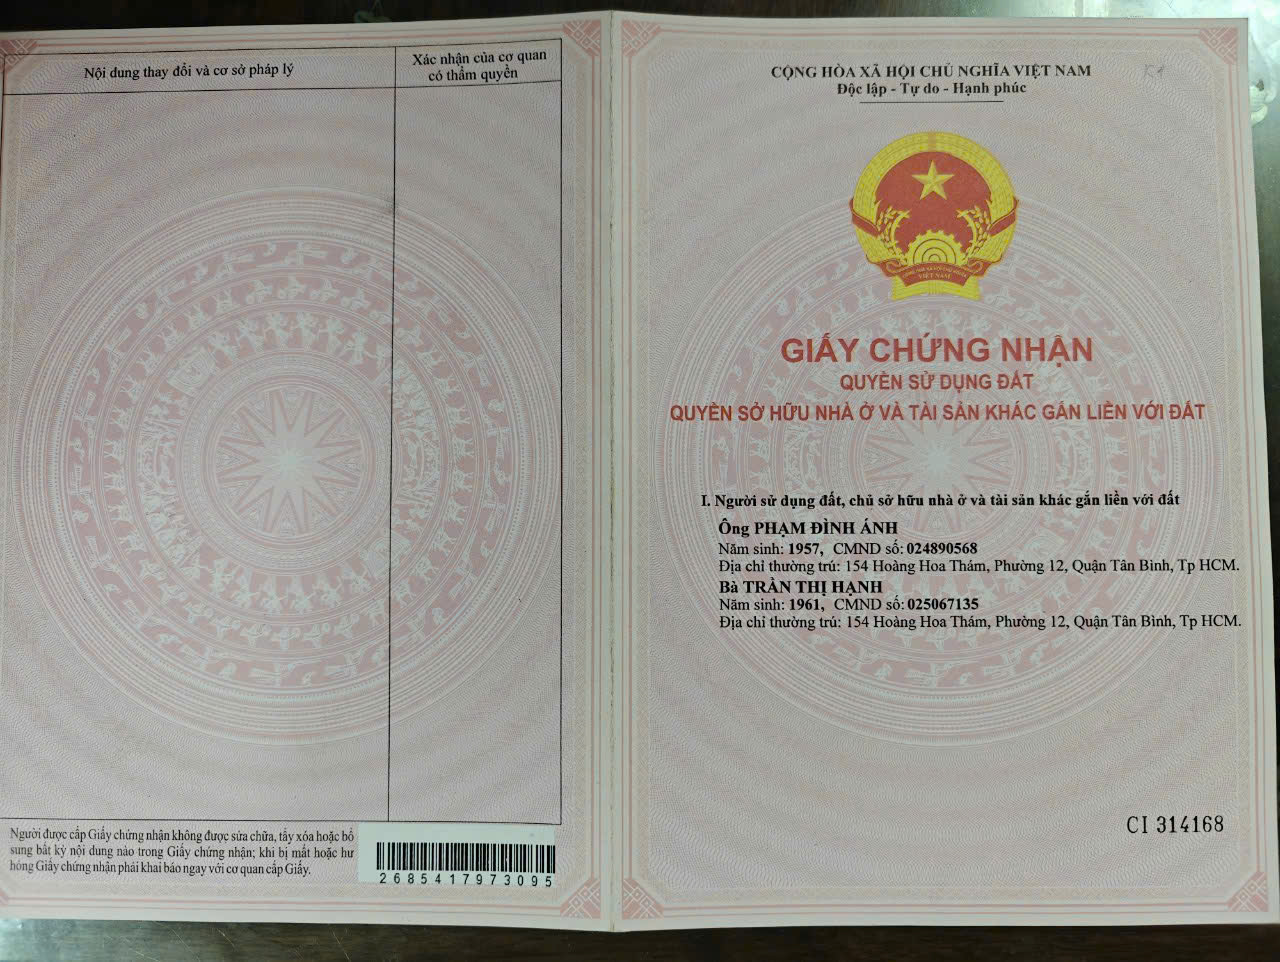 Nội dung thay đổi và cơ sở pháp lý
Xác nhận của cơ quan
có thẩm quyền
Người được cấp Giấy chứng nhận không được sửa chữa, tẩy xóa hoặc bổ
sung bất kỳ nội dung nào trong Giấy chứng nhận; khi bị mất hoặc hư
hỏng Giấy chứng nhận phải khai báo ngay với cơ quan cấp Giấy.
2685417973095
CỘNG HÒA XÃ HỘI CHỦ NGHĨA VIỆT NAM
Độc lập - Tự do - Hạnh phúc
VIỆT NAM
GIẤY CHỨNG NHẬN
QUYỀN SỬ DỤNG ĐẤT
QUYỀN SỞ HỮU NHÀ Ở VÀ TÀI SẢN KHÁC GẮN LIỀN VỚI ĐẤT
I. Người sử dụng đất, chủ sở hữu nhà ở và tài sản khác gắn liền với đất
Ông PHẠM ĐÌNH ÁNH
Năm sinh: 1957, CMND số: 024890568
Địa chỉ thường trú: 154 Hoàng Hoa Thám, Phường 12, Quận Tân Bình, Tp HCM.
Bà TRẦN THỊ HẠNH
Năm sinh: 1961, CMND số: 025067135
Địa chỉ thường trú: 154 Hoàng Hoa Thám, Phường 12, Quận Tân Bình, Tp HCM.
CI 314168